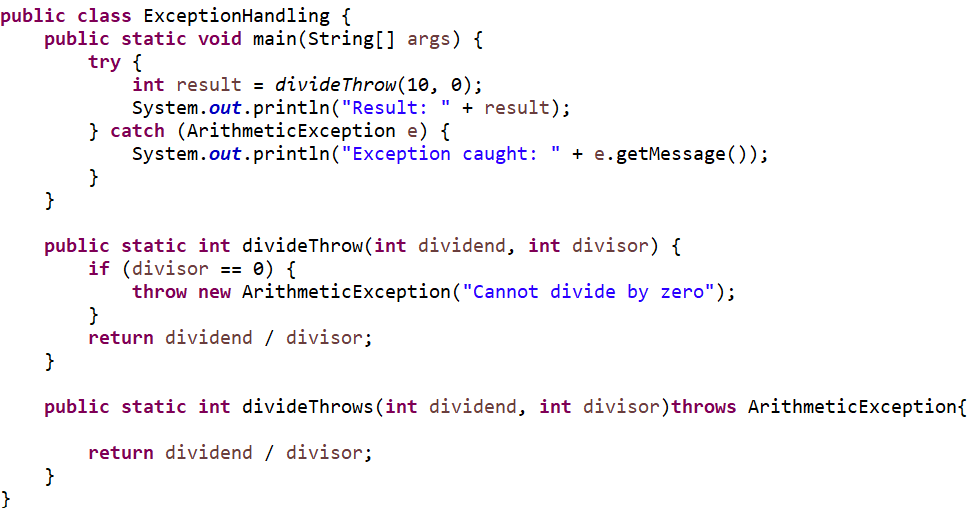 public class ExceptionHandling {
    public static void main(String[] args) {
        try {
            int result = divideThrow(10, 0);
            System.out.println("Result: " + result);
        } catch (ArithmeticException e) {
            System.out.println("Exception caught: " + e.getMessage());
        }
    }

    public static int divideThrow(int dividend, int divisor) {
        if (divisor == 0) {
            throw new ArithmeticException("Cannot divide by zero");
        }
        return dividend / divisor;
    }

    public static int divideThrows(int dividend, int divisor)throws ArithmeticException{

        return dividend / divisor;
    }
}